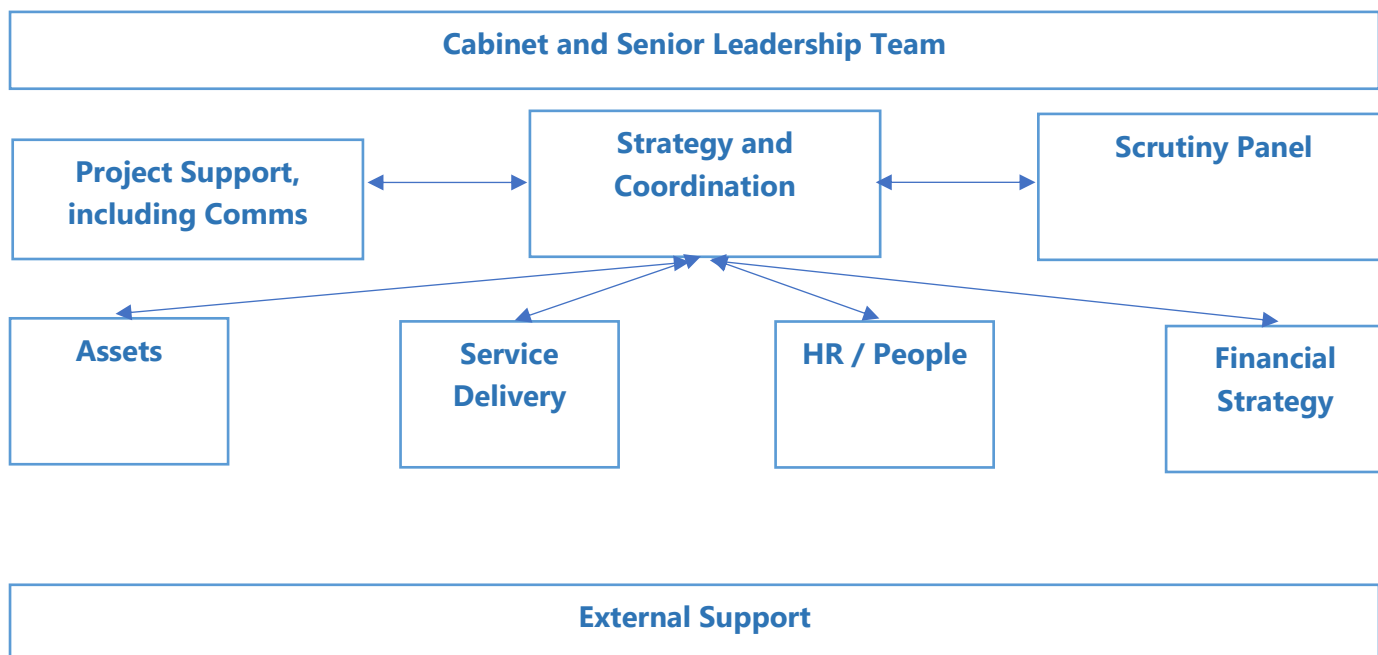 Cabinet and Senior Leadership Team
Project Support,
including Comms
Strategy and
Coordination
Scrutiny Panel
Assets
Service
Delivery
HR / People
Financial
Strategy
External Support